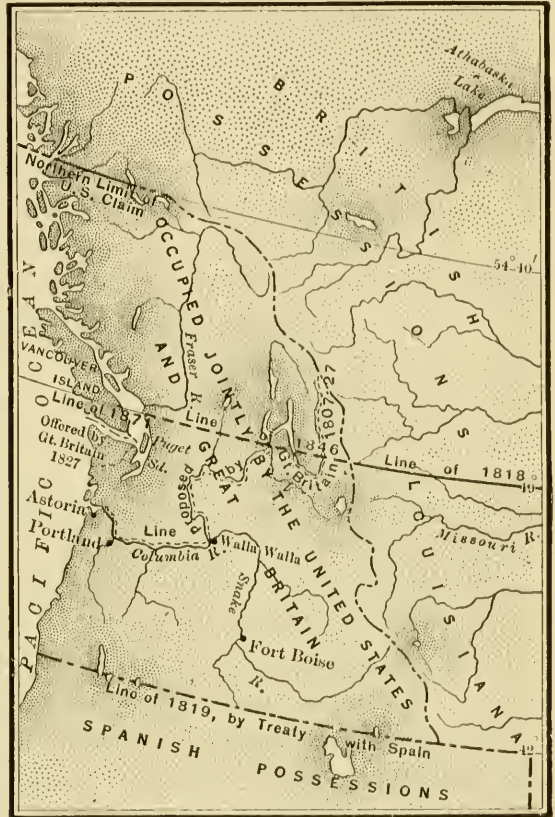 BRITISH
POSSESSIONS
Athabaska
Lake
Northern Limit of
U.S. Claim
54° 40'
OCCUPIED JOINTLY BY THE UNITED STATES
AND GREAT BRITAIN
Fraser R
PACIFIC OCEAN
VANCOUVER
ISLAND
Line of 1871
Line of 1846
Line of 1818
49°
Offered by
Gt. Britain
1827
Puget
Sd.
Line proposed by Gt. Britain 1807-27
Astoria
Portland
Columbia R.
Walla Walla
Missouri R.
LOUISIANA
Snake R.
Fort Boise
Line of 1819, by Treaty with Spain
42°
SPANISH POSSESSIONS